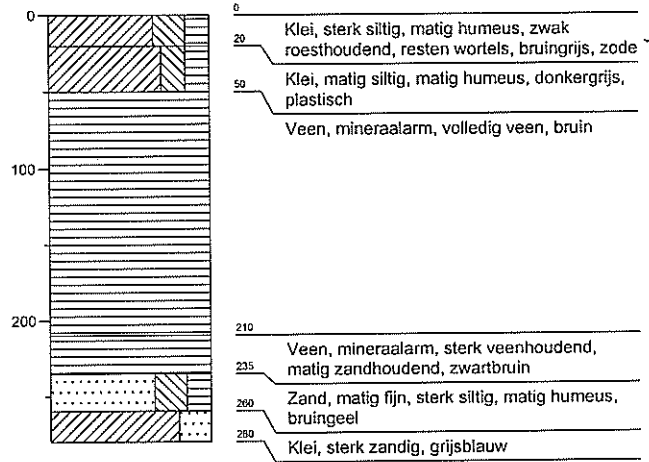 0
0
Klei, sterk siltig, matig humeus, zwak
20
roesthoudend, resten wortels, bruingrijs, zode
Klei, matig siltig, matig humeus, donkergrijs,
50
plastisch
Veen, mineraalarm, volledig veen, bruin
100
200
210
Veen, mineraalarm, sterk veenhoudend,
235
matig zandhoudend, zwartbruin
Zand, matig fijn, sterk siltig, matig humeus,
260
bruingeel
280
Klei, sterk zandig, grijsblauw